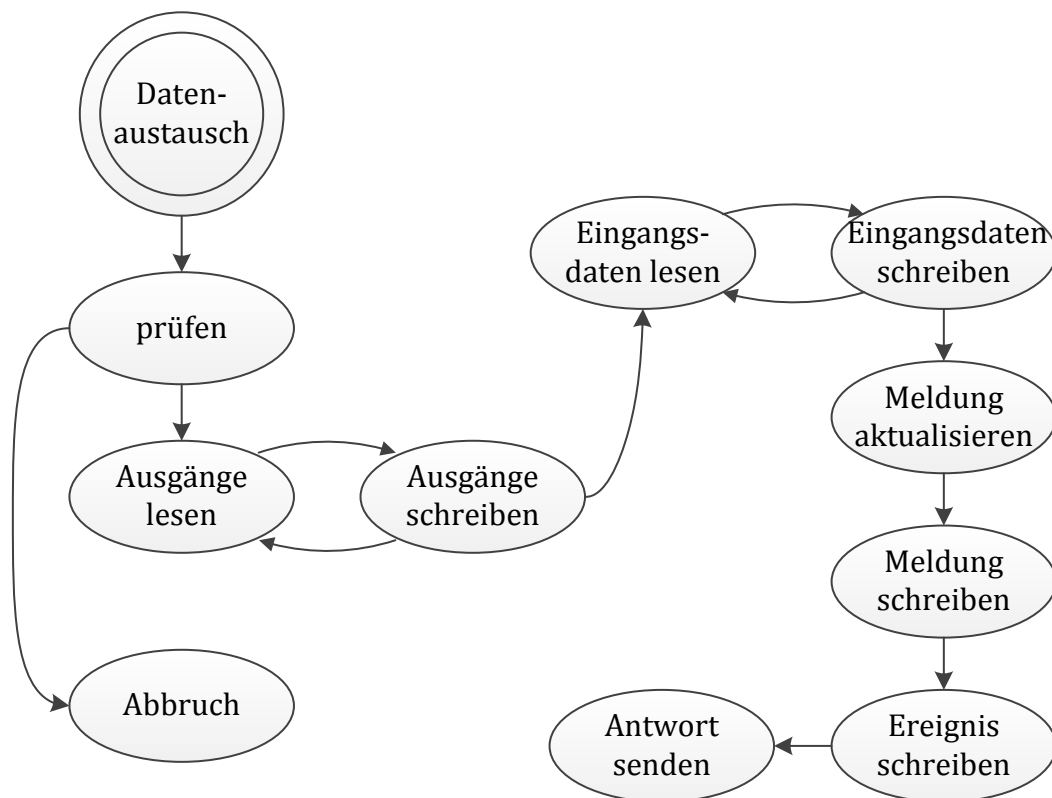 Daten-
austausch
prüfen
Ausgänge
lesen
Ausgänge
schreiben
Eingangs-
daten lesen
Eingangsdaten
schreiben
Meldung
aktualisieren
Meldung
schreiben
Ereignis
schreiben
Antwort
senden
Abbruch